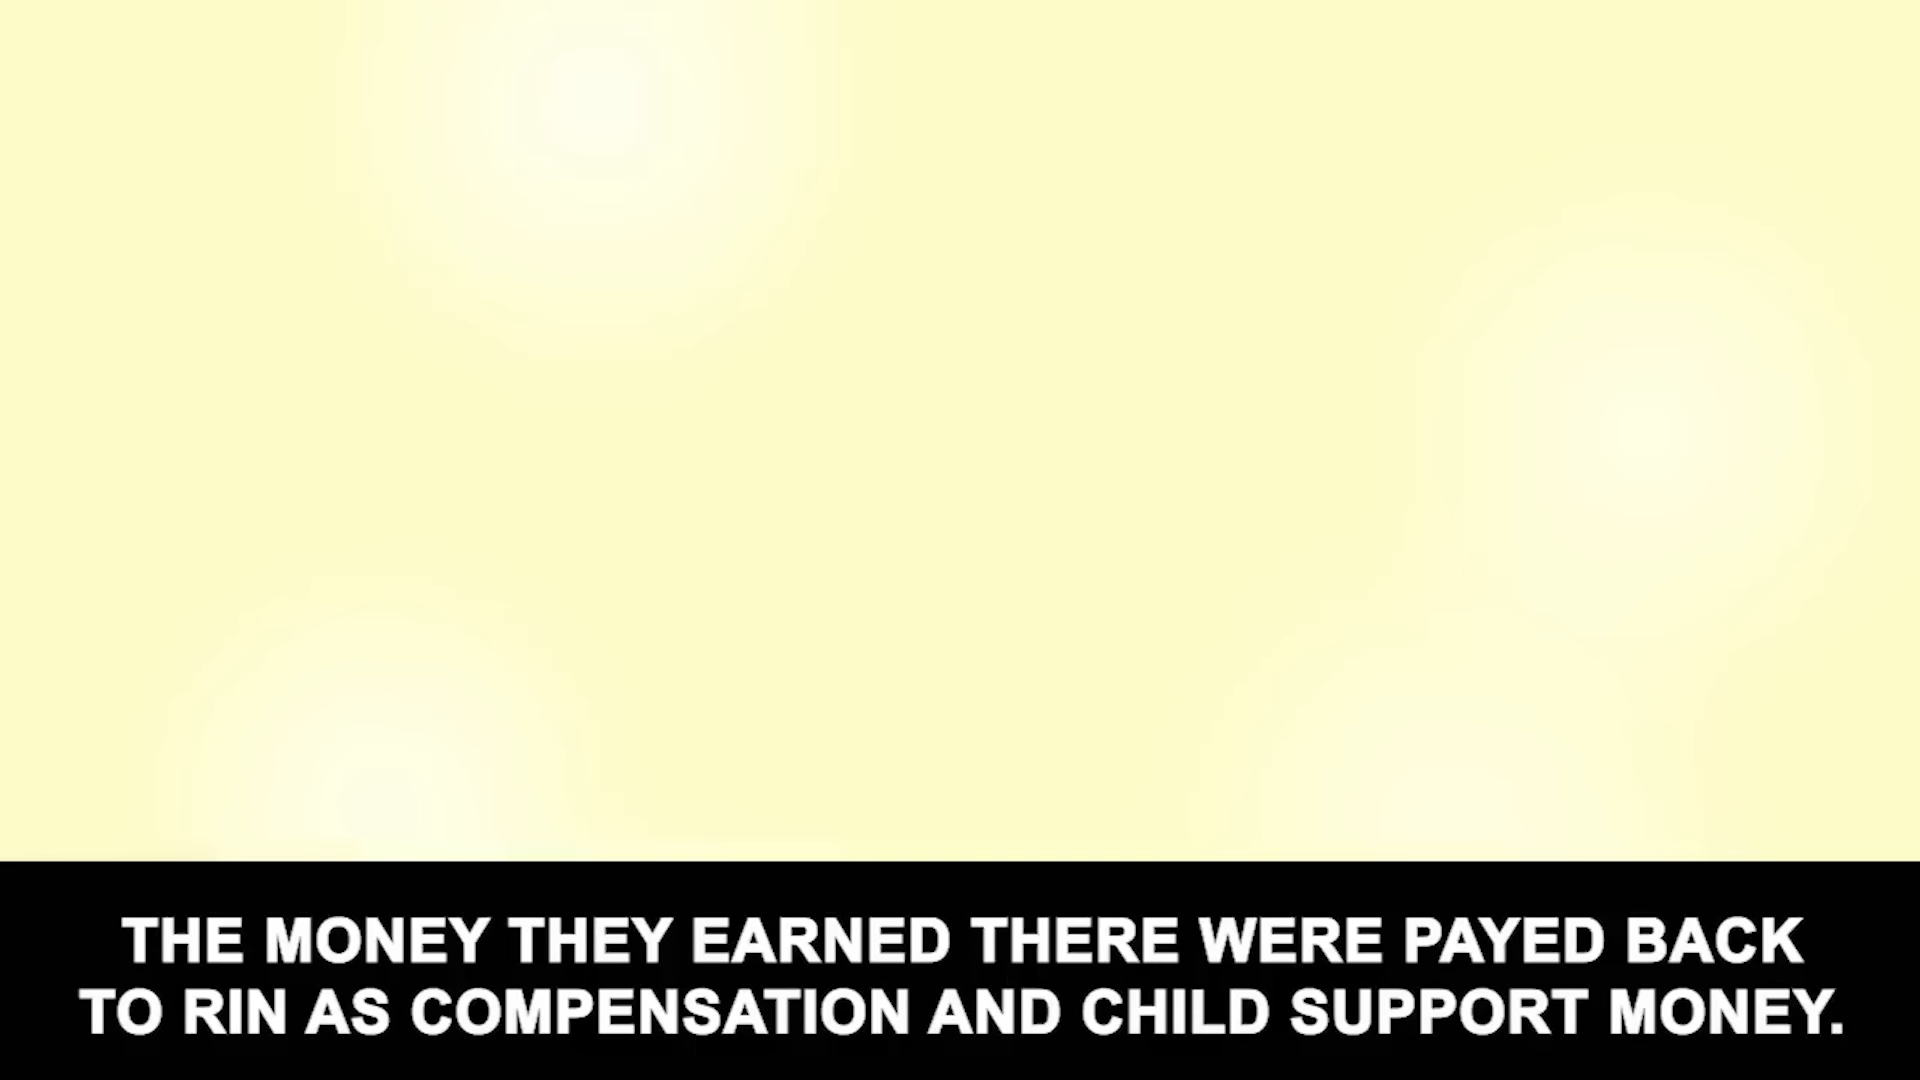 THE MONEY THEY EARNED THERE WERE PAYED BACK
TO RIN AS COMPENSATION AND CHILD SUPPORT MONEY.